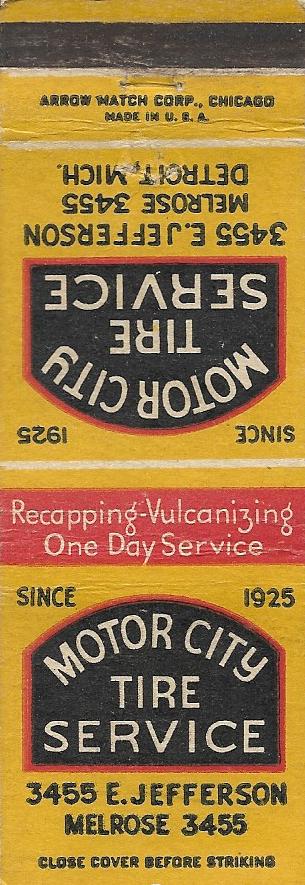 ARROW MATCH CORP., CHICAGO
MADE IN U.S.A.
SINCE 1925
MOTOR CITY
TIRE
SERVICE
3455 E. JEFFERSON
MELROSE 3455
DETROIT, MICH.
Recapping-Vulcanizing
One Day Service
SINCE 1925
MOTOR CITY
TIRE
SERVICE
3455 E. JEFFERSON
MELROSE 3455
CLOSE COVER BEFORE STRIKING